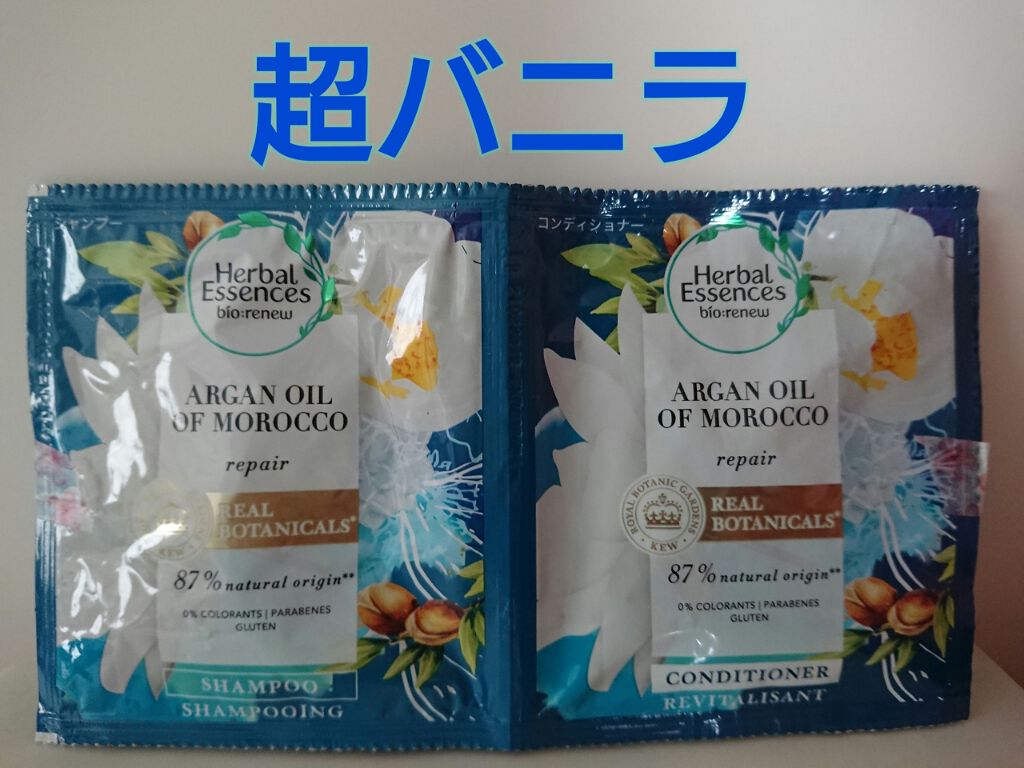 超バニラ
シャンプー
Herbal
Essences
bio:renew
ARGAN OIL
OF MOROCCO
repair
REAL
BOTANICALS*
KEW
87% natural origin**
0% COLORANTS | PARABENES
GLUTEN
SHAMPOO
SHAMPOOING
コンディショナー
Herbal
Essences
bio:renew
ARGAN OIL
OF MOROCCO
repair
ROYAL BOTANIC GARDENS
KEW
REAL
BOTANICALS*
87% natural origin**
0% COLORANTS | PARABENES
GLUTEN
CONDITIONER
REVITALISANT